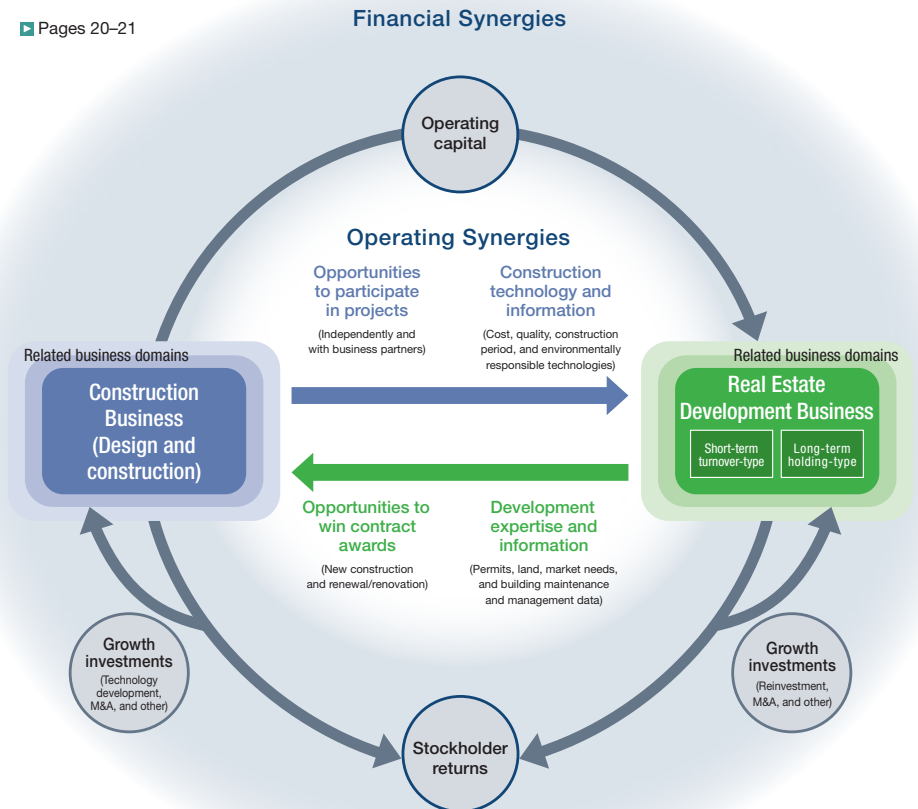 Pages 20–21
Financial Synergies
Operating
capital
Operating Synergies
Opportunities
to participate
in projects
(Independently and
with business partners)
Construction
technology and
information
(Cost, quality, construction
period, and environmentally
responsible technologies)
Related business domains
Construction
Business
(Design and
construction)
Related business domains
Real Estate
Development Business
Short-term
turnover-type
Long-term
holding-type
Opportunities to
win contract
awards
(New construction
and renewal/renovation)
Development
expertise and
information
(Permits, land, market needs,
and building maintenance
and management data)
Growth
investments
(Technology
development,
M&A, and other)
Growth
investments
(Reinvestment,
M&A, and other)
Stockholder
returns